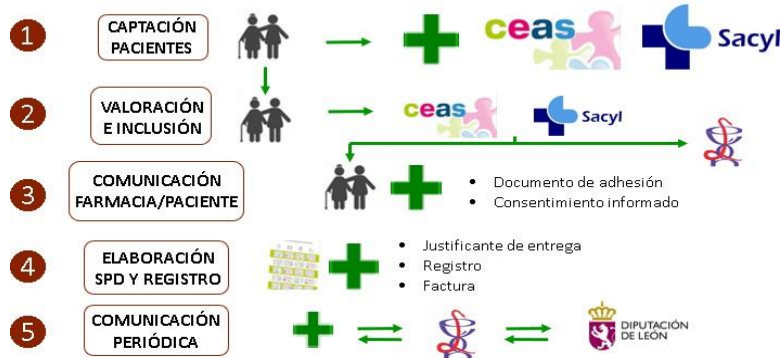 1
CAPTACIÓN
PACIENTES
ceas
Sacyl
2
VALORACIÓN
E INCLUSIÓN
ceas
Sacyl
3
COMUNICACIÓN
FARMACIA/PACIENTE
• Documento de adhesión
• Consentimiento informado
4
ELABORACIÓN
SPD Y REGISTRO
• Justificante de entrega
• Registro
• Factura
5
COMUNICACIÓN
PERIÓDICA
DIPUTACIÓN
DE LEÓN